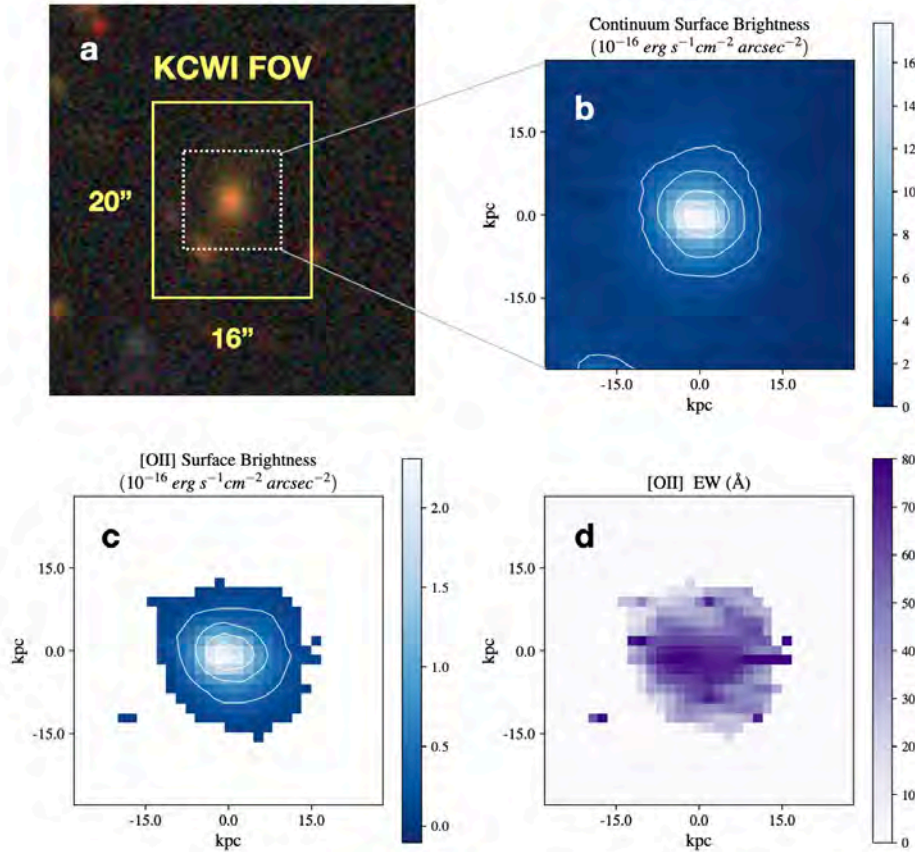 a
KCWI FOV
20”
16”
Continuum Surface Brightness
(10⁻¹⁶ erg s⁻¹cm⁻² arcsec⁻²)
b
15.0
0.0
-15.0
kpc
-15.0 0.0 15.0
kpc
16
14
12
10
8
6
4
2
0
[OII] Surface Brightness
(10⁻¹⁶ erg s⁻¹cm⁻² arcsec⁻²)
c
15.0
0.0
-15.0
kpc
-15.0 0.0 15.0
kpc
2.0
1.5
1.0
0.5
0.0
[OII] EW (Å)
d
15.0
0.0
-15.0
kpc
-15.0 0.0 15.0
kpc
80
70
60
50
40
30
20
10
0